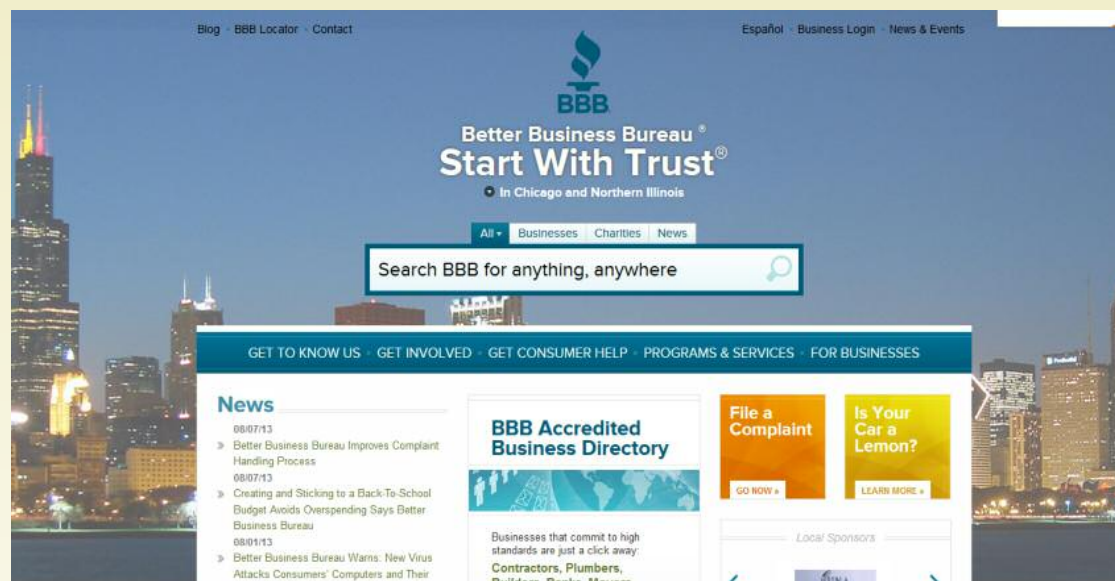 Blog · BBB Locator · Contact
Español · Business Login · News & Events
BBB
Better Business Bureau ®
Start With Trust®
In Chicago and Northern Illinois
All
Businesses
Charities
News
Search BBB for anything, anywhere
GET TO KNOW US · GET INVOLVED · GET CONSUMER HELP · PROGRAMS & SERVICES · FOR BUSINESSES
News
08/07/13
» Better Business Bureau Improves Complaint
Handling Process
08/07/13
» Creating and Sticking to a Back-To-School
Budget Avoids Overspending Says Better
Business Bureau
08/01/13
» Better Business Bureau Warns: New Virus
Attacks Consumers' Computers and Their
BBB Accredited
Business Directory
Businesses that commit to high
standards are just a click away:
Contractors, Plumbers,
Builders, Banks, Movers
File a
Complaint
GO NOW »
Is Your
Car a
Lemon?
LEARN MORE »
Local Sponsors